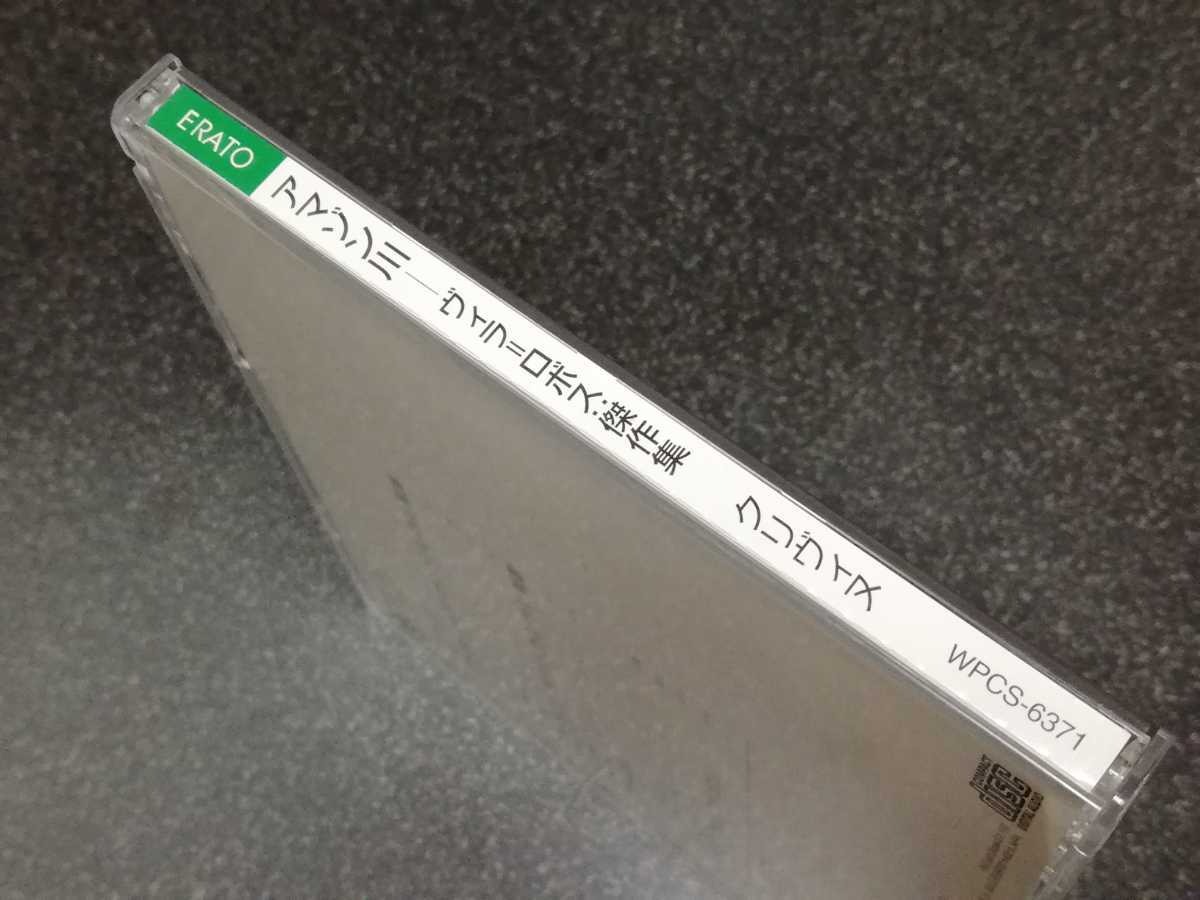 ERATO
アマゾン川―ヴィラ=ロボス:傑作集 クリヴィヌ
WPCS-6371
COMPACT
DISC
DIGITAL AUDIO